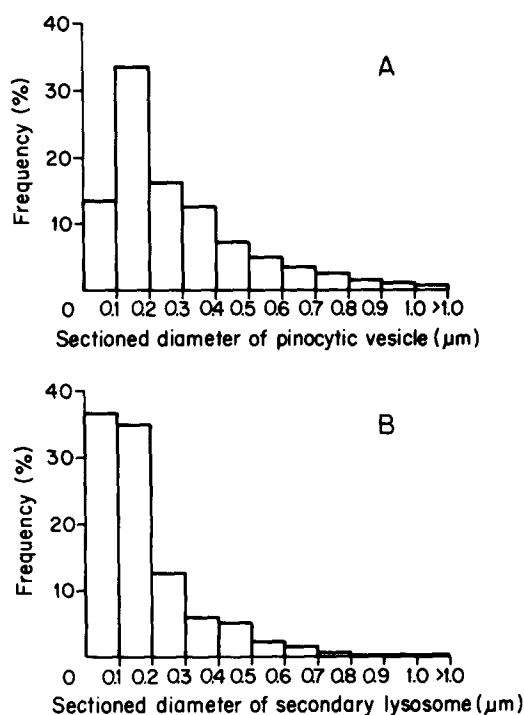 40
A
30
20
10
Frequency (%)
0 0.1 0.2 0.3 0.4 0.5 0.6 0.7 0.8 0.9 1.0 >1.0
Sectioned diameter of pinocytic vesicle (μm)
40
B
30
20
10
Frequency (%)
0 0.1 0.2 0.3 0.4 0.5 0.6 0.7 0.8 0.9 1.0 >1.0
Sectioned diameter of secondary lysosome (μm)